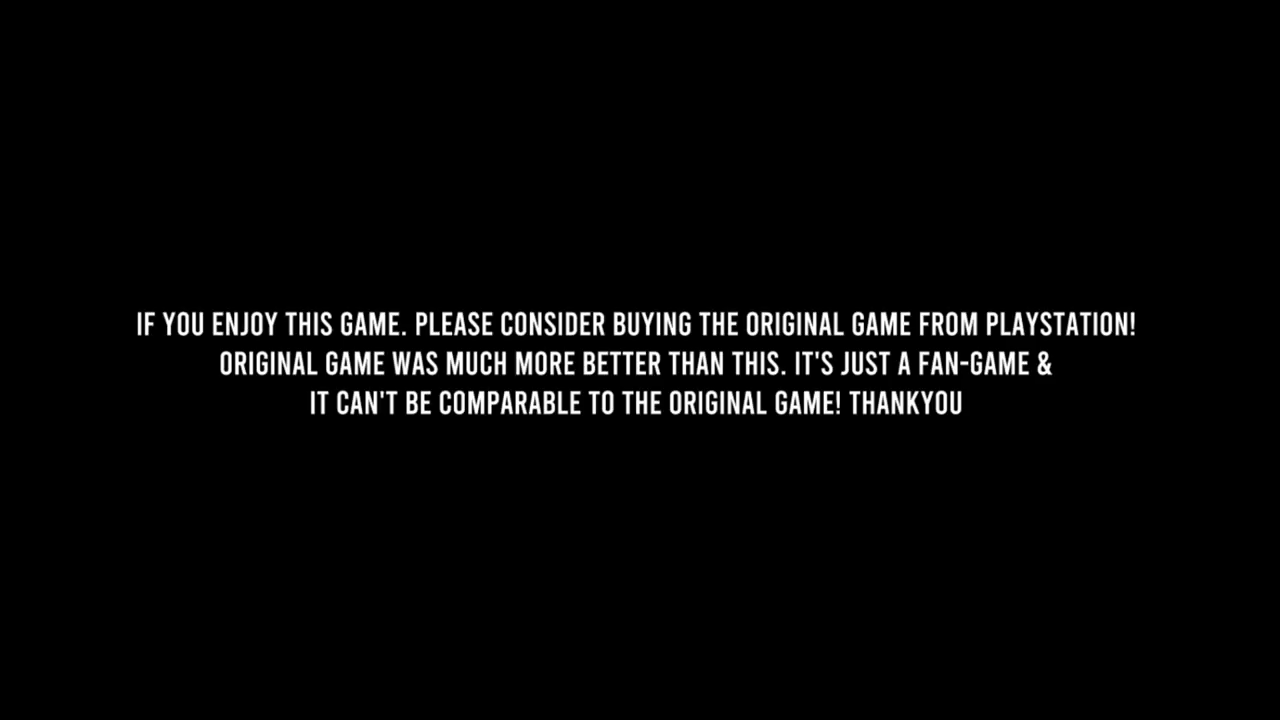 IF YOU ENJOY THIS GAME. PLEASE CONSIDER BUYING THE ORIGINAL GAME FROM PLAYSTATION!
ORIGINAL GAME WAS MUCH MORE BETTER THAN THIS. IT'S JUST A FAN-GAME &
IT CAN'T BE COMPARABLE TO THE ORIGINAL GAME! THANKYOU